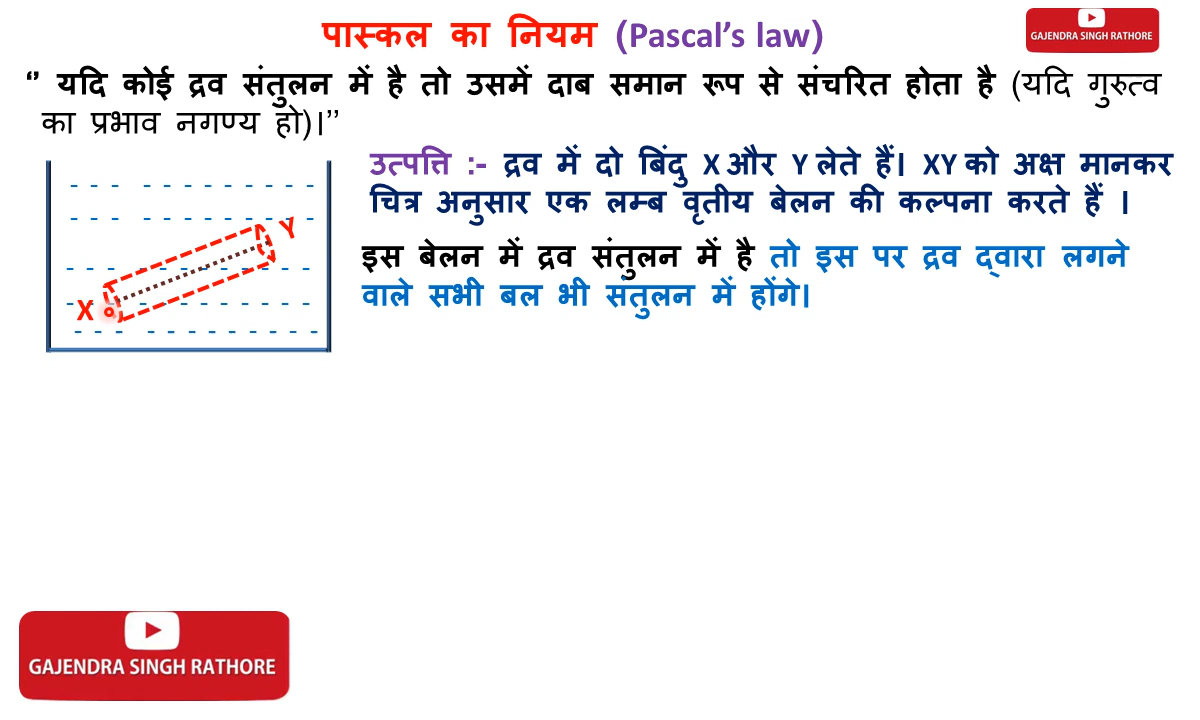 पास्कल का नियम (Pascal’s law)
GAJENDRA SINGH RATHORE
‘’ यदि कोई द्रव संतुलन में है तो उसमें दाब समान रूप से संचरित होता है (यदि गुरुत्व
का प्रभाव नगण्य हो)।’’
उत्पत्ति :- द्रव में दो बिंदु X और Y लेते हैं। XY को अक्ष मानकर
चित्र अनुसार एक लम्ब वृतीय बेलन की कल्पना करते हैं ।
Y
इस बेलन में द्रव संतुलन में है तो इस पर द्रव द्वारा लगने
वाले सभी बल भी संतुलन में होंगे।
X
GAJENDRA SINGH RATHORE